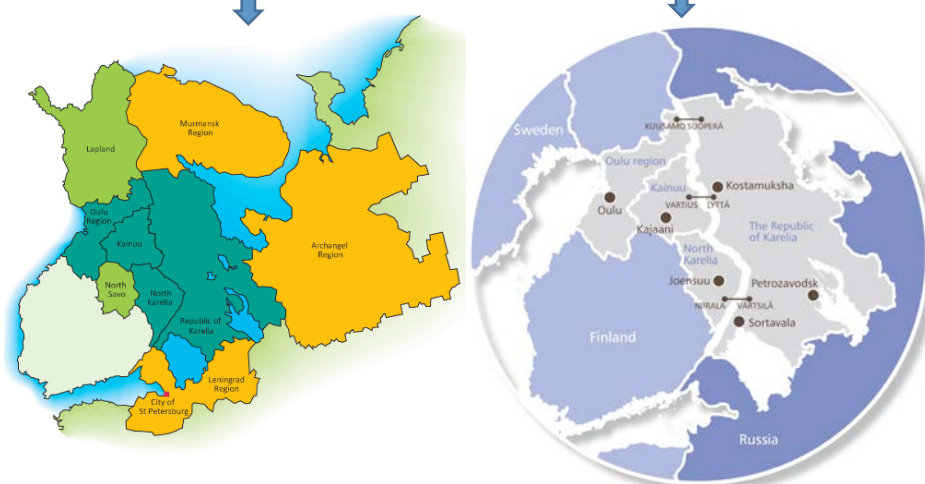 Murmansk
Region
Lapland
Oulu
Region
Kainuu
Archangel
Region
North
Savo
North
Karelia
Republic of
Karelia
Leningrad
Region
City of
St Petersburg
Sweden
KUUSAMO SUOPERÄ
Oulu region
Kainuu
Kostamuksha
VARTIUS
LYTTÄ
Oulu
Kajaani
The Republic
of Karelia
North
Karelia
Joensuu
Petrozavodsk
NIIRALA
VÄRTSILÄ
Sortavala
Finland
Russia